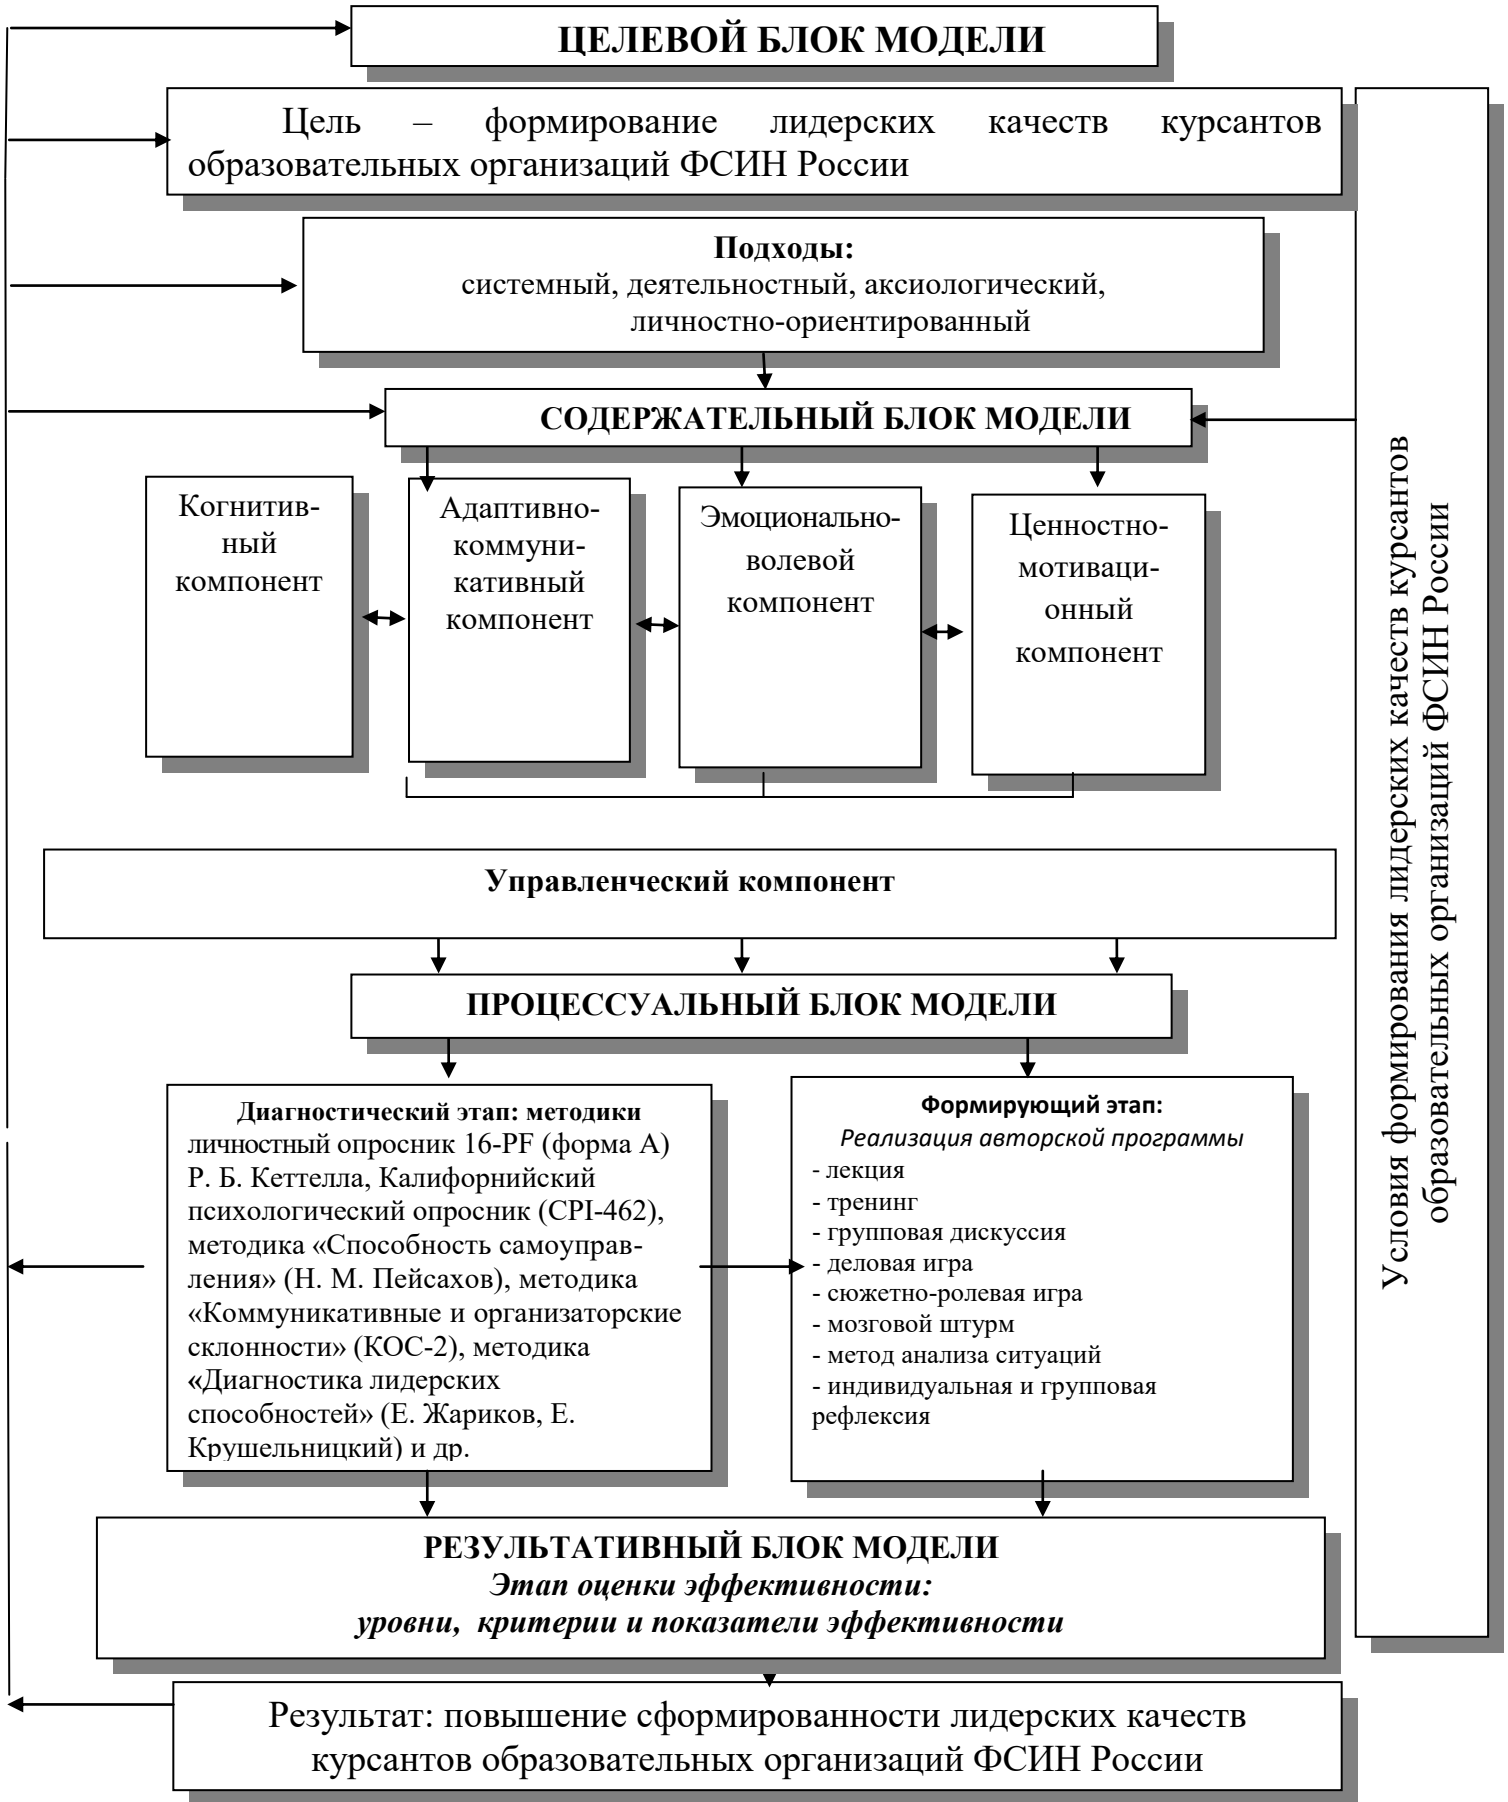 ЦЕЛЕВОЙ БЛОК МОДЕЛИ
Цель – формирование лидерских качеств курсантов
образовательных организаций ФСИН России
Подходы:
системный, деятельностный, аксиологический,
личностно-ориентированный
СОДЕРЖАТЕЛЬНЫЙ БЛОК МОДЕЛИ
Когнитив-
ный
компонент
Адаптивно-
коммуни-
кативный
компонент
Эмоционально-
волевой
компонент
Ценностно-
мотиваци-
онный
компонент
Управленческий компонент
ПРОЦЕССУАЛЬНЫЙ БЛОК МОДЕЛИ
Диагностический этап: методики
личностный опросник 16-PF (форма А)
Р. Б. Кеттелла, Калифорнийский
психологический опросник (CPI-462),
методика «Способность самоуправ-
ления» (Н. М. Пейсахов), методика
«Коммуникативные и организаторские
склонности» (КОС-2), методика
«Диагностика лидерских
способностей» (Е. Жариков, Е.
Крушельницкий) и др.
Формирующий этап:
Реализация авторской программы
- лекция
- тренинг
- групповая дискуссия
- деловая игра
- сюжетно-ролевая игра
- мозговой штурм
- метод анализа ситуаций
- индивидуальная и групповая
рефлексия
РЕЗУЛЬТАТИВНЫЙ БЛОК МОДЕЛИ
Этап оценки эффективности:
уровни, критерии и показатели эффективности
Результат: повышение сформированности лидерских качеств
курсантов образовательных организаций ФСИН России
Условия формирования лидерских качеств курсантов
образовательных организаций ФСИН России